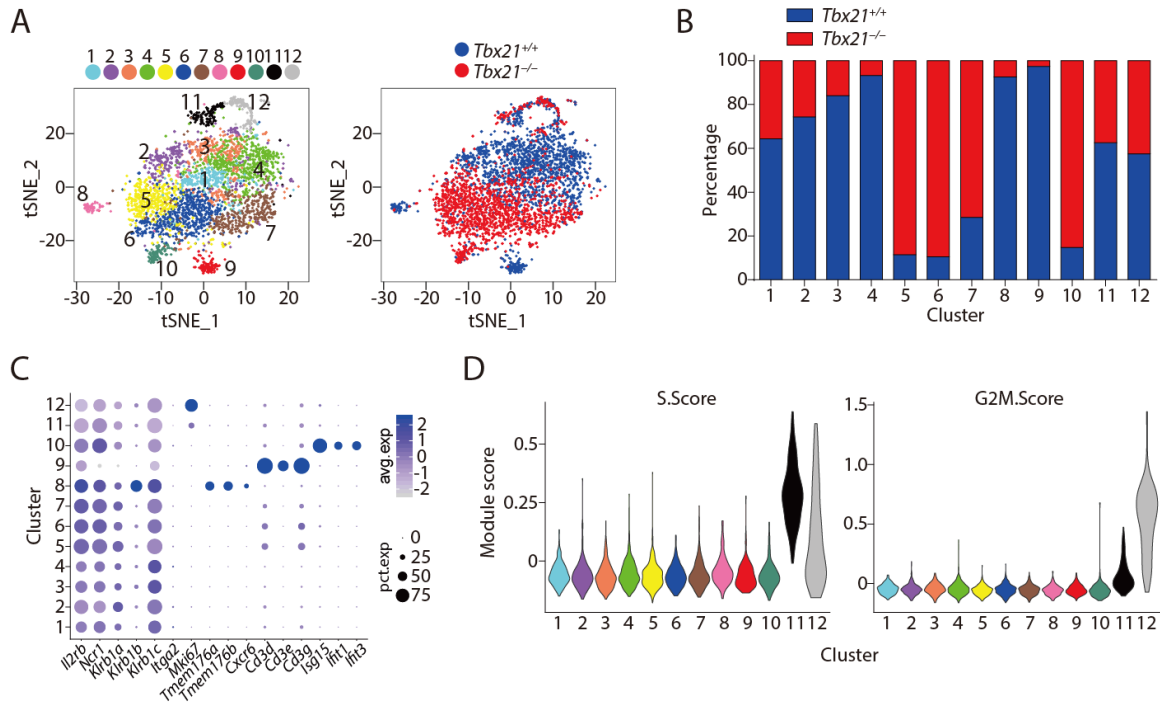 A
1 2 3 4 5 6 7 8 9 10 11 12
Tbx21+/+
Tbx21−/−
11 12
3
2
4
1
8
5
6
7
10
9
20
0
−20
tSNE_2
−30 −20 −10 0 10 20
tSNE_1
20
0
−20
tSNE_2
−30 −20 −10 0 10 20
tSNE_1
B
Tbx21+/+
Tbx21−/−
100
80
60
40
20
0
Percentage
1 2 3 4 5 6 7 8 9 10 11 12
Cluster
C
12
11
10
9
8
7
6
5
4
3
2
1
Cluster
Il2rb Ncr1 Klrb1a Klrb1b Klrb1c Itga2 Mki67 Tmem176a Tmem176b Cxcr6 Cd3d Cd3e Cd3g Isg15 Ifit1 Ifit3
avg.exp
2
1
0
-1
-2
pct.exp
0
25
50
75
D
S.Score
0.5
0.25
0
Module score
1 2 3 4 5 6 7 8 9 10 11 12
G2M.Score
1.5
1.0
0.5
0
1 2 3 4 5 6 7 8 9 10 11 12
Cluster